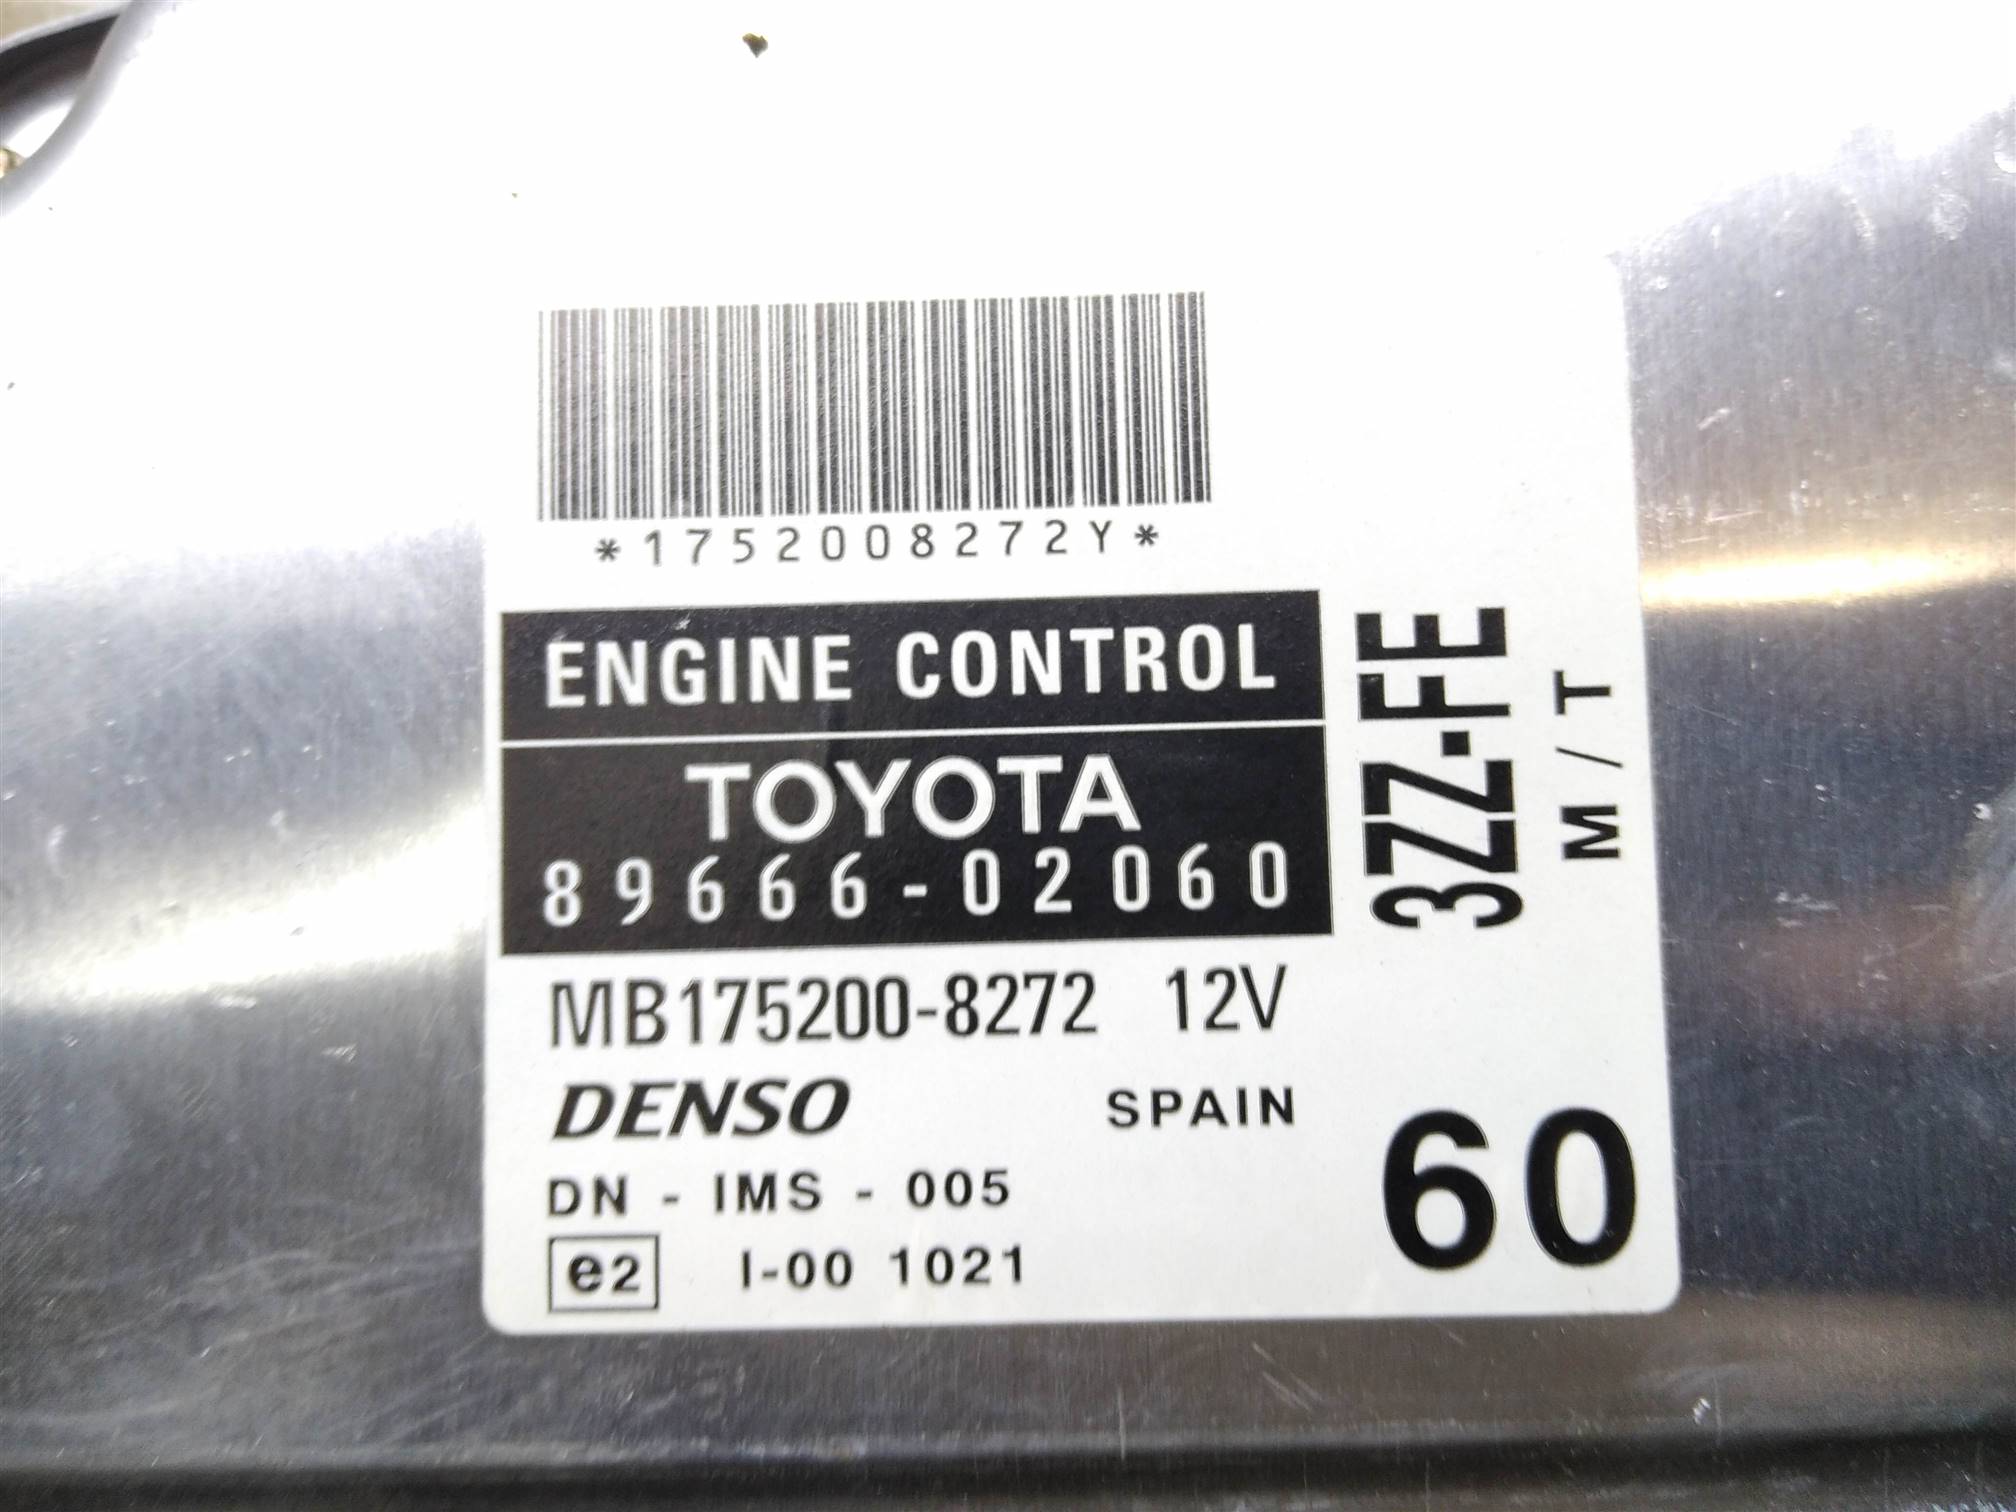 *1752008272Y*
ENGINE CONTROL
TOYOTA
89666-02060
3ZZ-FE
M/T
MB175200-8272 12V
DENSO SPAIN
DN - IMS - 005
e2 I-00 1021
60